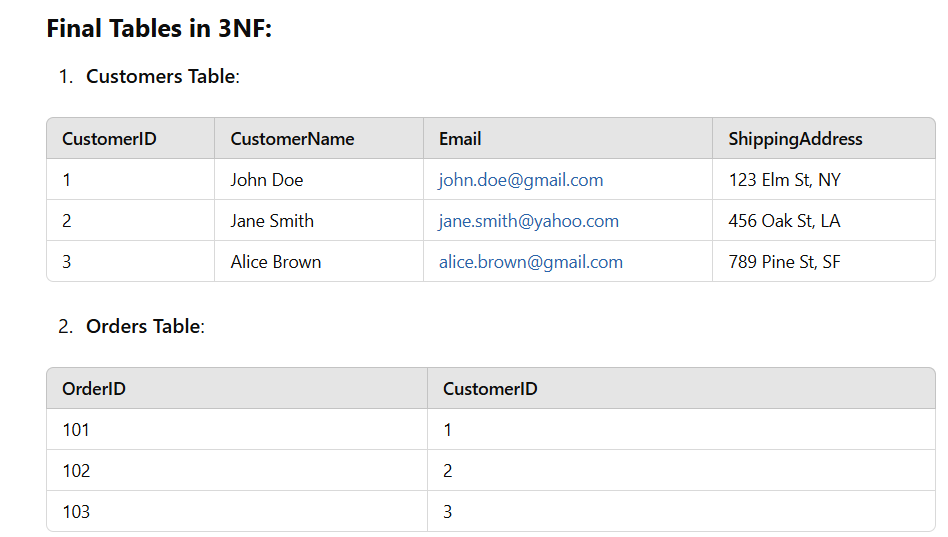 Final Tables in 3NF:
1. Customers Table:
CustomerID CustomerName Email ShippingAddress
1 John Doe john.doe@gmail.com 123 Elm St, NY
2 Jane Smith jane.smith@yahoo.com 456 Oak St, LA
3 Alice Brown alice.brown@gmail.com 789 Pine St, SF
2. Orders Table:
OrderID CustomerID
101 1
102 2
103 3